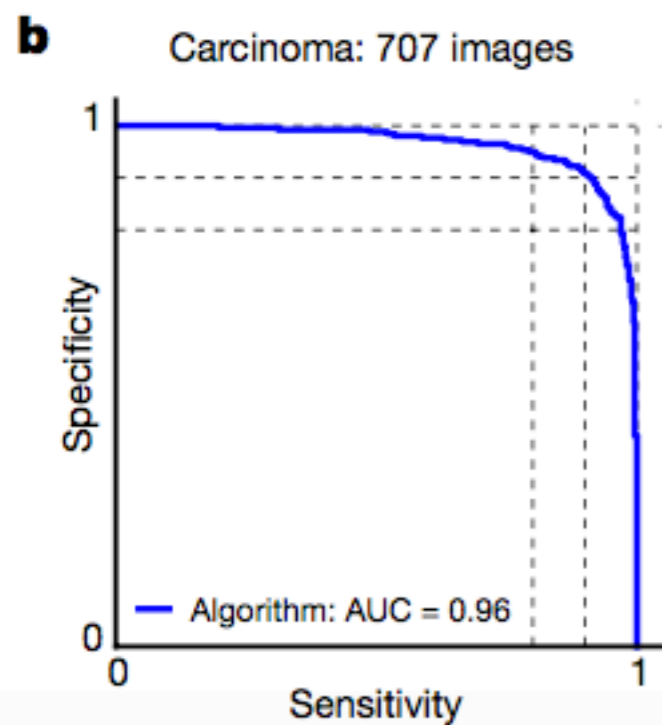 b
Carcinoma: 707 images
1
Specificity
0
Algorithm: AUC = 0.96
0
1
Sensitivity